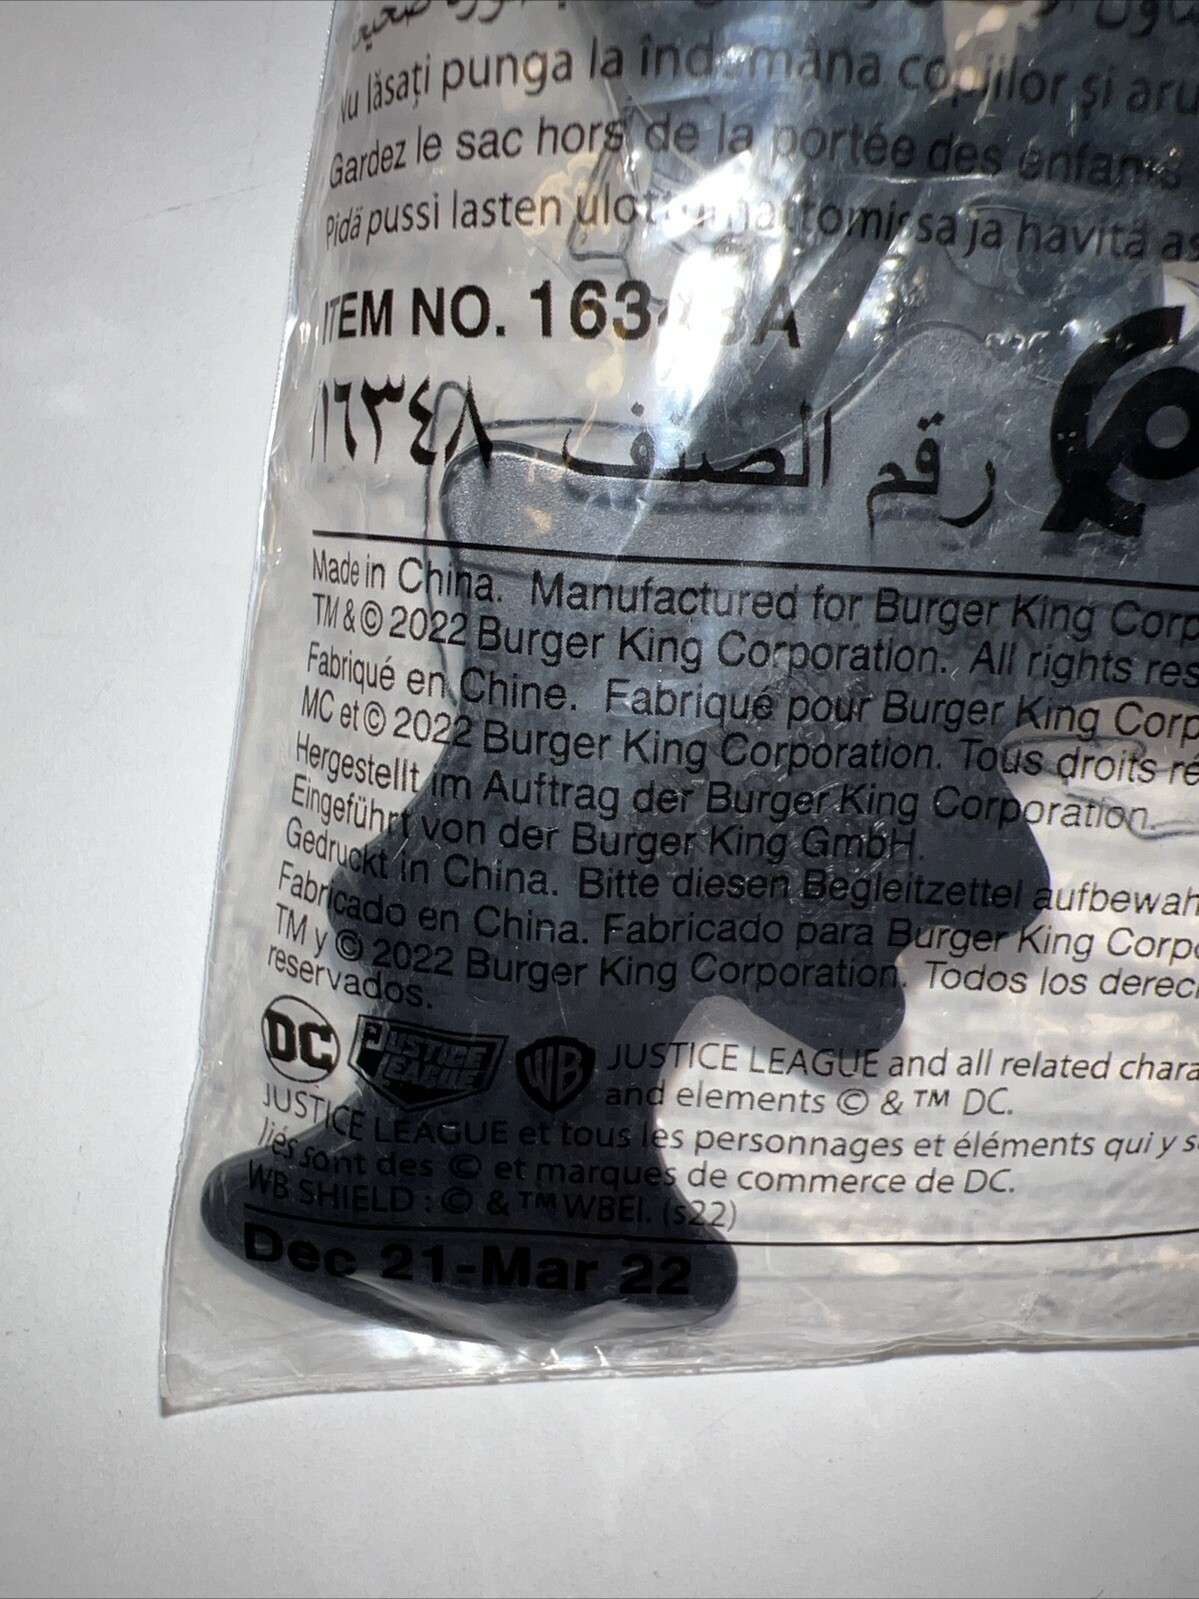 Nu lăsați punga la îndemâna copiilor și aru
Gardez le sac hors de la portée des enfants
Pidä pussi lasten ulottumattomissa ja hävitä as
ITEM NO. 163
رقم الصنف ١٦٣٤٨
Made in China. Manufactured for Burger King Corp
TM & © 2022 Burger King Corporation. All rights res
Fabriqué en Chine. Fabriqué pour Burger King Corp
MC et © 2022 Burger King Corporation. Tous droits ré
Hergestellt im Auftrag der Burger King Corporation.
Eingeführt von der Burger King GmbH.
Gedruckt in China. Bitte diesen Begleitzettel aufbewah
Fabricado en China. Fabricado para Burger King Corpo
TM y © 2022 Burger King Corporation. Todos los derec
reservados.
DC JUSTICE LEAGUE WB JUSTICE LEAGUE and all related chara
and elements © & ™ DC.
JUSTICE LEAGUE et tous les personnages et éléments qui y s
liés sont des © et marques de commerce de DC.
WB SHIELD : © & ™ WBEI. (s22)
Dec 21-Mar 22